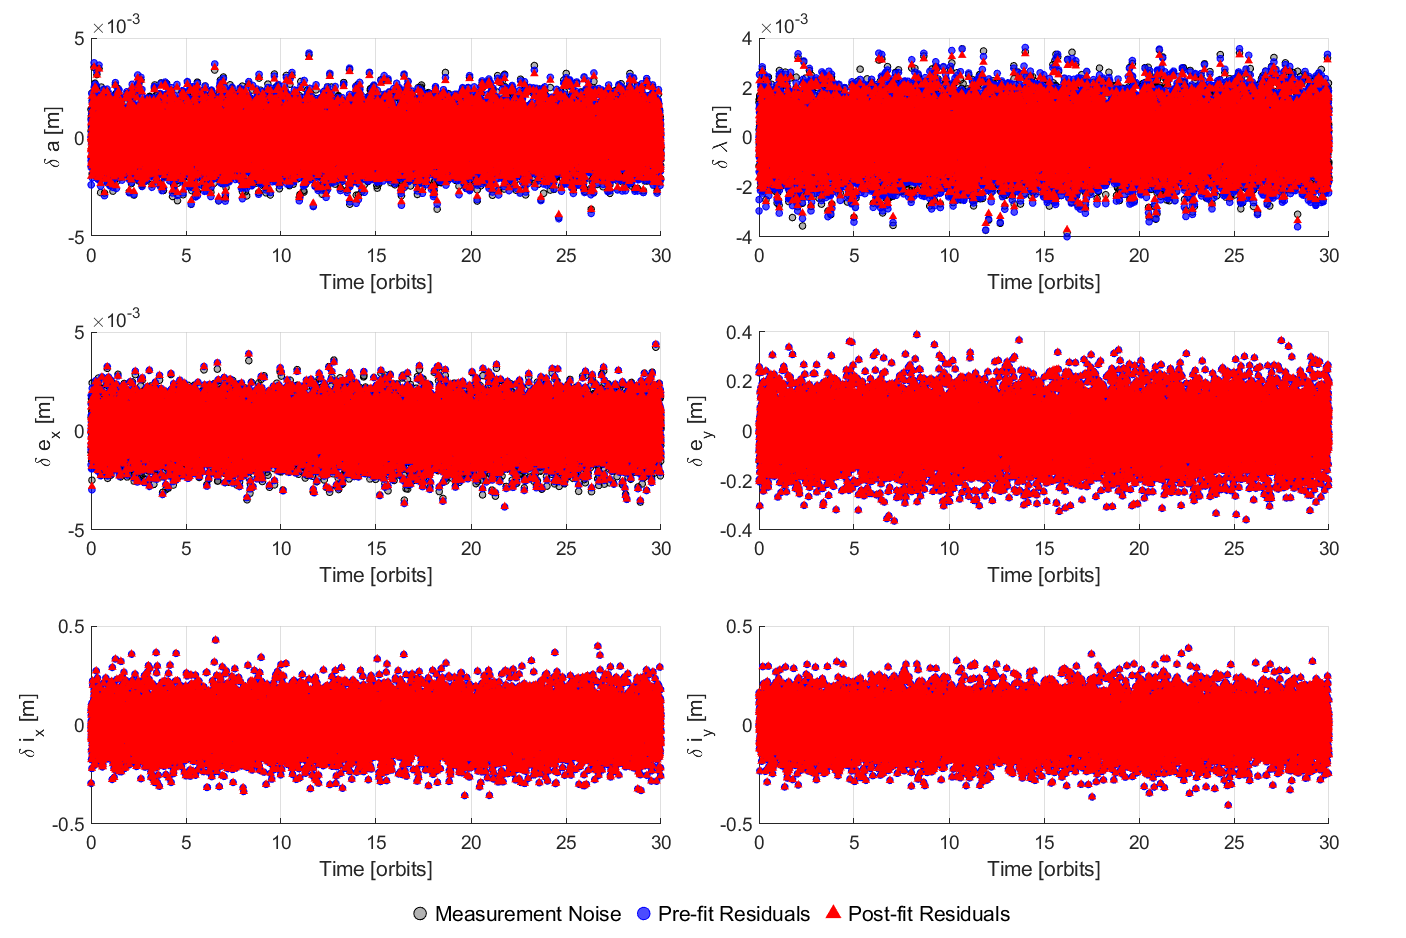 ×10⁻³
5
0
-5
δ a [m]
0 5 10 15 20 25 30
Time [orbits]
×10⁻³
4
2
0
-2
-4
δ λ [m]
0 5 10 15 20 25 30
Time [orbits]
×10⁻³
5
0
-5
δ eₓ [m]
0 5 10 15 20 25 30
Time [orbits]
0.4
0.2
0
-0.2
-0.4
δ e_y [m]
0 5 10 15 20 25 30
Time [orbits]
0.5
0
-0.5
δ iₓ [m]
0 5 10 15 20 25 30
Time [orbits]
0.5
0
-0.5
δ i_y [m]
0 5 10 15 20 25 30
Time [orbits]
Measurement Noise Pre-fit Residuals Post-fit Residuals